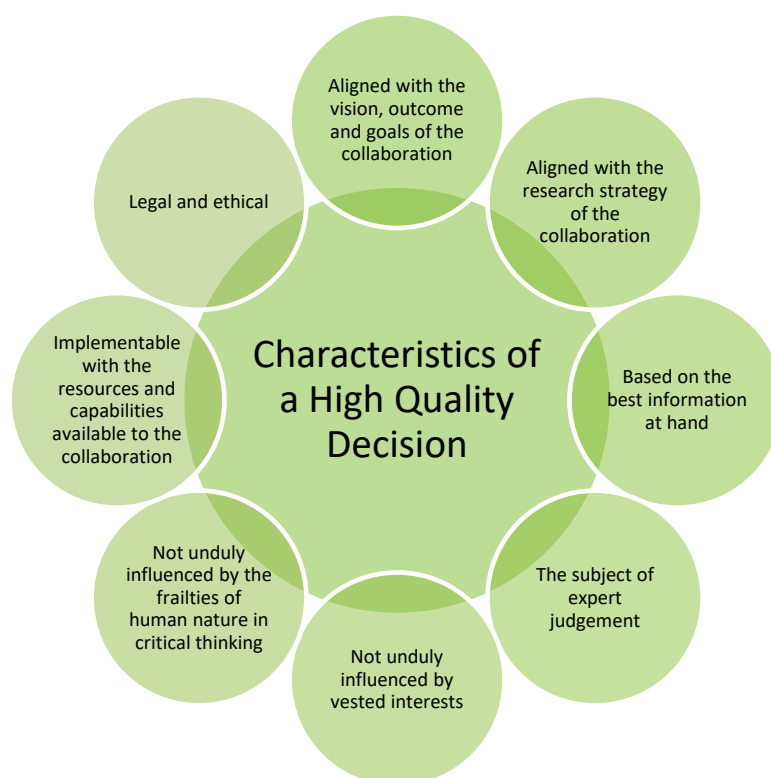 Aligned with the
vision, outcome
and goals of the
collaboration
Aligned with the
research strategy
of the
collaboration
Based on the
best information
at hand
The subject of
expert
judgement
Not unduly
influenced by
vested interests
Not unduly
influenced by the
frailties of
human nature in
critical thinking
Implementable
with the
resources and
capabilities
available to the
collaboration
Legal and ethical
Characteristics of
a High Quality
Decision